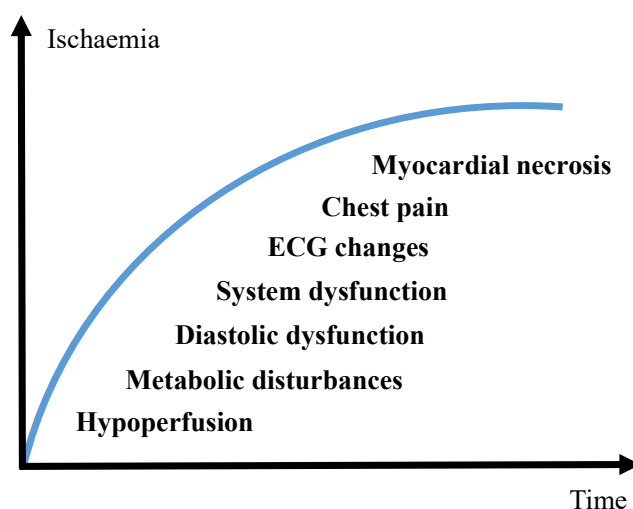 Ischaemia
Myocardial necrosis
Chest pain
ECG changes
System dysfunction
Diastolic dysfunction
Metabolic disturbances
Hypoperfusion
Time